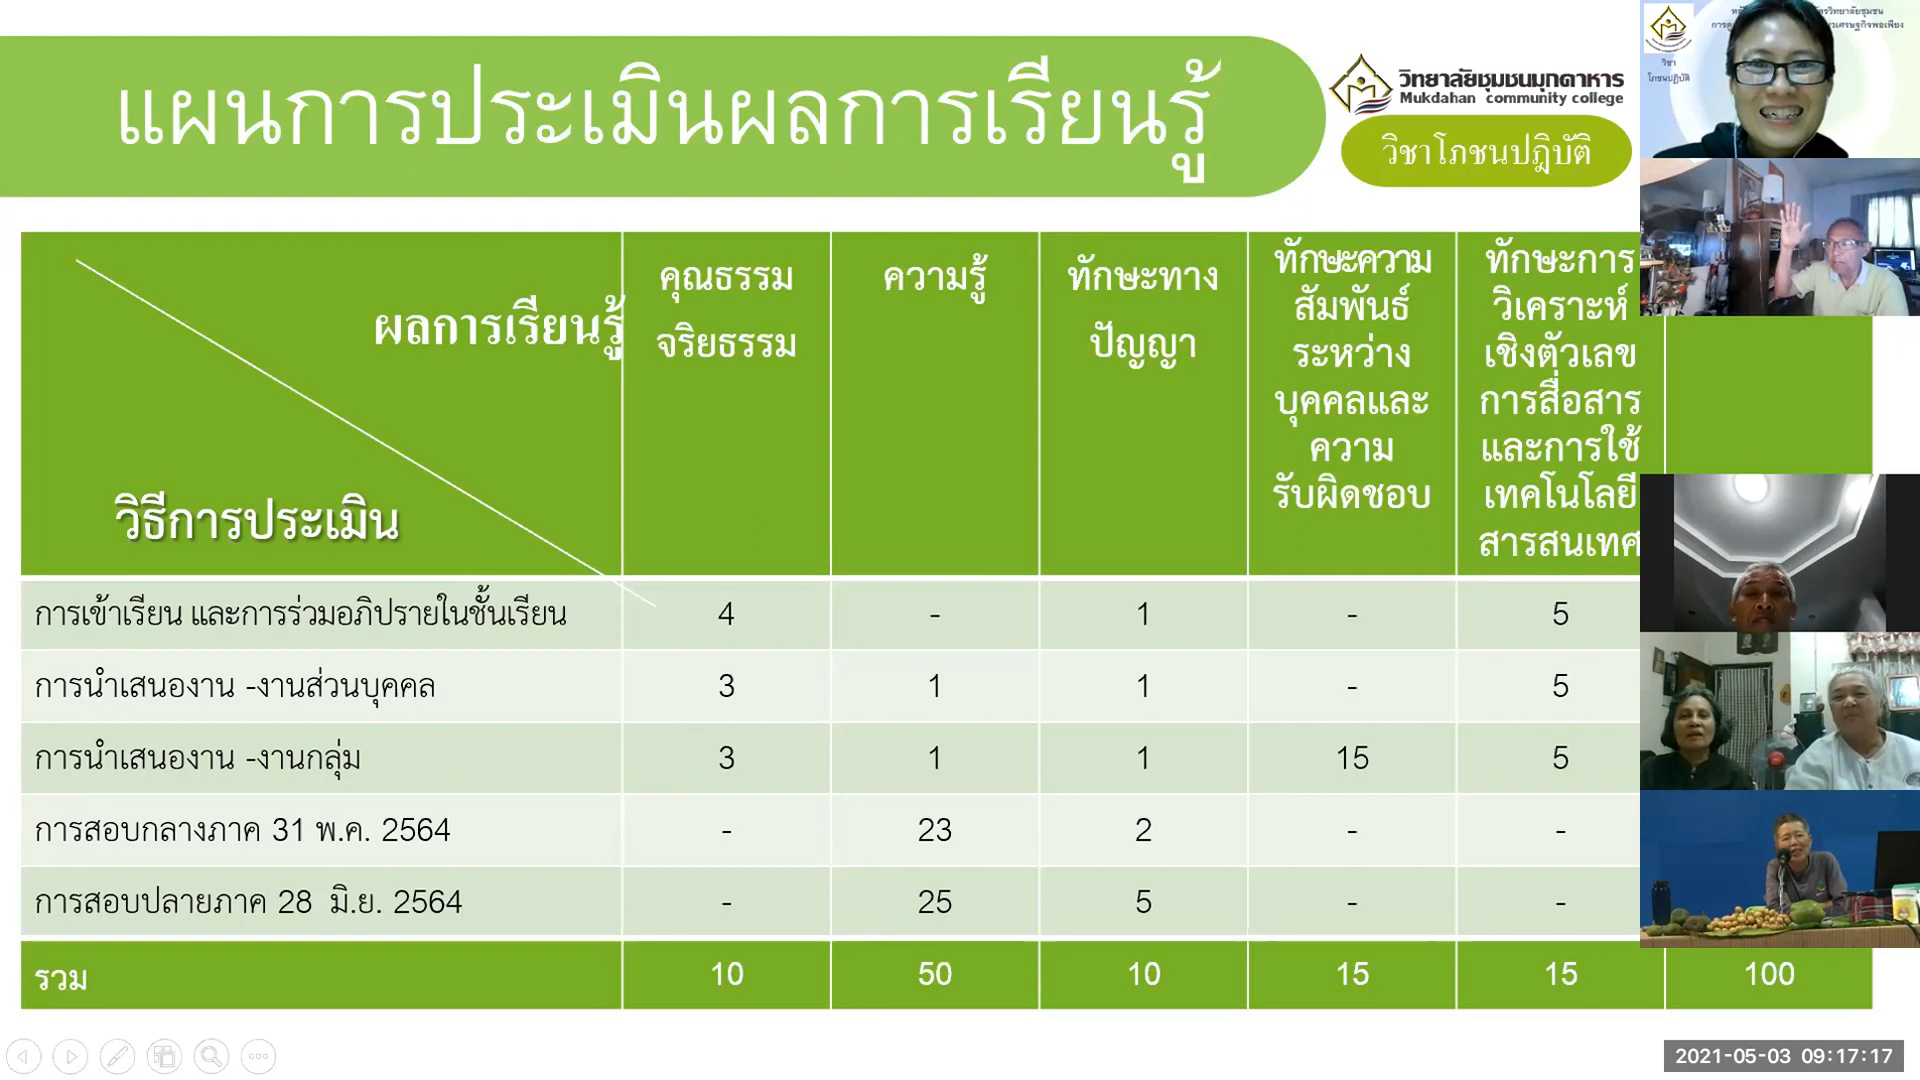 แผนการประเมินผลการเรียนรู้
วิทยาลัยชุมชนมุกดาหาร
Mukdahan community college
วิชาโภชนปฏิบัติ
วิชา
โภชนปฏิบัติ
ผลการเรียนรู้
วิธีการประเมิน
คุณธรรม
จริยธรรม
ความรู้
ทักษะทาง
ปัญญา
ทักษะความ
สัมพันธ์
ระหว่าง
บุคคลและ
ความ
รับผิดชอบ
ทักษะการ
วิเคราะห์
เชิงตัวเลข
การสื่อสาร
และการใช้
เทคโนโลยี
สารสนเทศ
การเข้าเรียน และการร่วมอภิปรายในชั้นเรียน 4 - 1 - 5
การนำเสนองาน -งานส่วนบุคคล 3 1 1 - 5
การนำเสนองาน -งานกลุ่ม 3 1 1 15 5
การสอบกลางภาค 31 พ.ค. 2564 - 23 2 - -
การสอบปลายภาค 28 มิ.ย. 2564 - 25 5 - -
รวม 10 50 10 15 15 100
2021-05-03 09:17:17